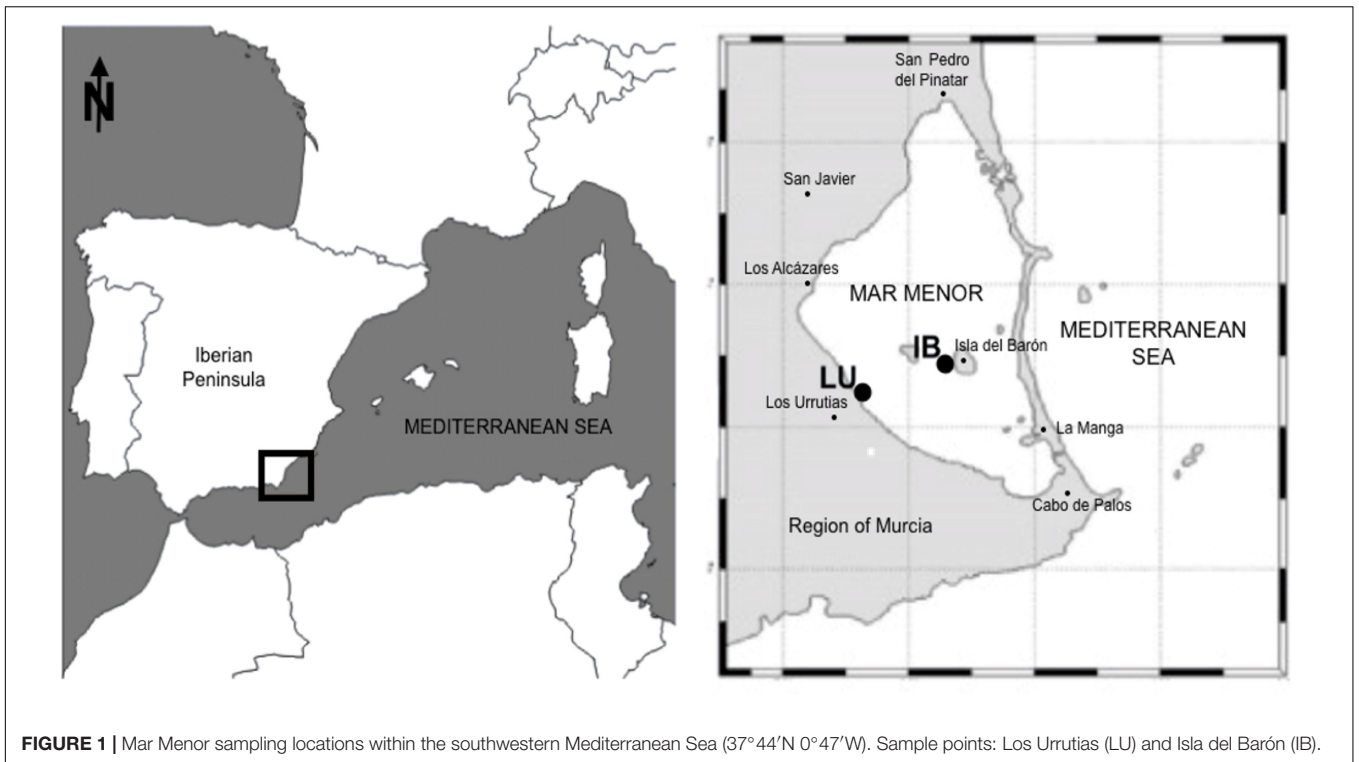 N
Iberian
Peninsula
MEDITERRANEAN SEA
San Pedro
del Pinatar
San Javier
Los Alcázares
MAR MENOR
MEDITERRANEAN
SEA
IB
Isla del Barón
LU
Los Urrutias
La Manga
Cabo de Palos
Region of Murcia
FIGURE 1 | Mar Menor sampling locations within the southwestern Mediterranean Sea (37°44′N 0°47′W). Sample points: Los Urrutias (LU) and Isla del Barón (IB).